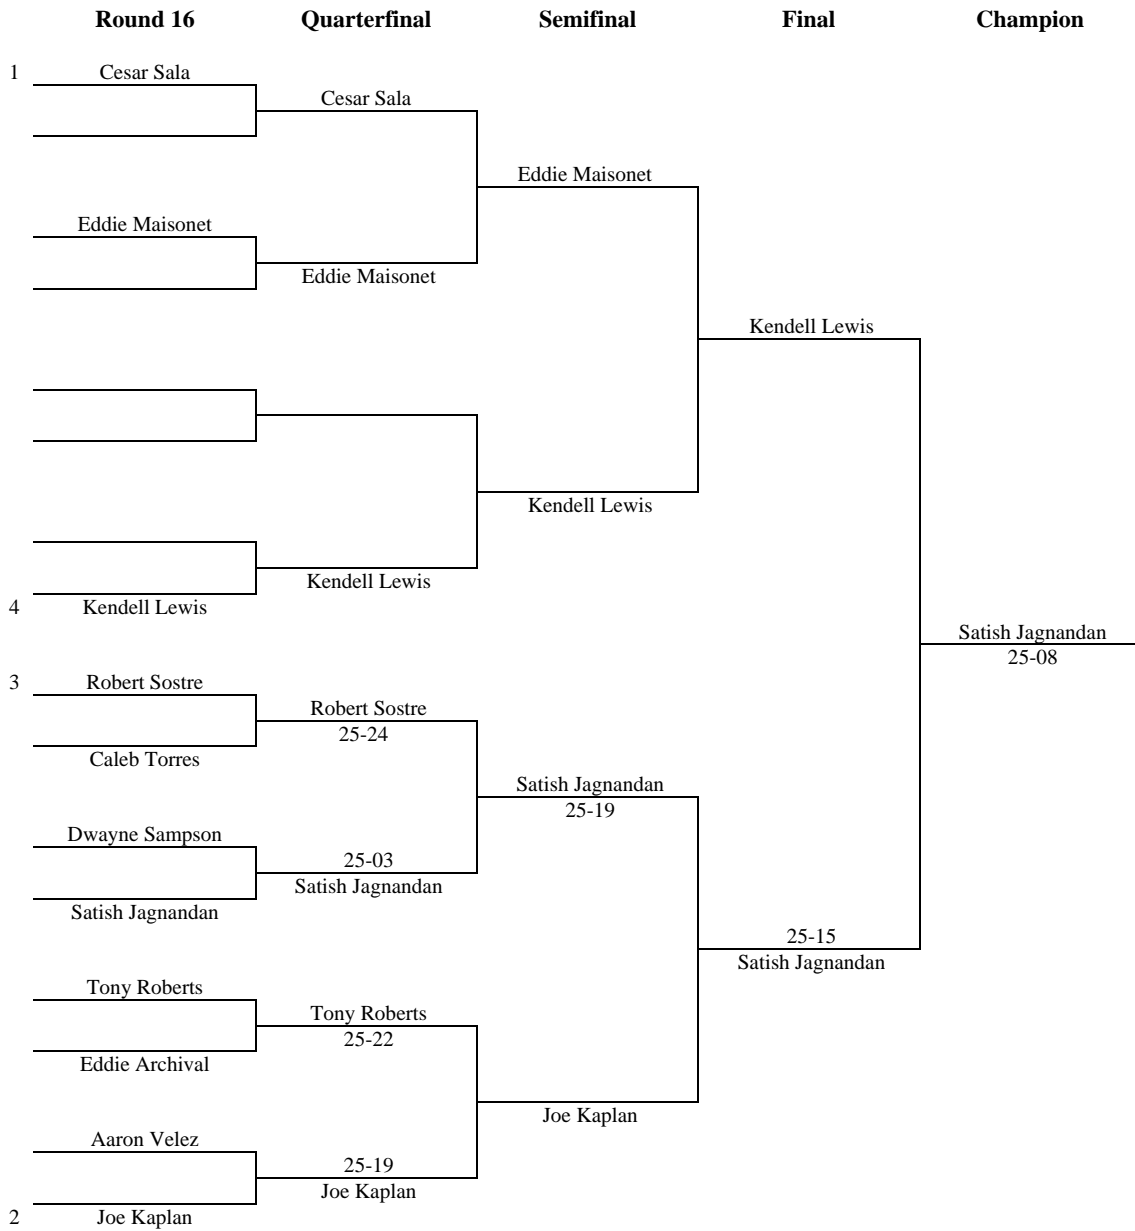 Round 16 Quarterfinal Semifinal Final Champion
1 Cesar Sala
Cesar Sala
Eddie Maisonet
Eddie Maisonet
Eddie Maisonet
Kendell Lewis
Kendell Lewis
Kendell Lewis
4 Kendell Lewis
Satish Jagnandan
25-08
3 Robert Sostre
Robert Sostre
25-24
Caleb Torres
Satish Jagnandan
25-19
Dwayne Sampson
25-03
Satish Jagnandan
Satish Jagnandan
25-15
Satish Jagnandan
Tony Roberts
Tony Roberts
25-22
Eddie Archival
Joe Kaplan
Aaron Velez
25-19
Joe Kaplan
2 Joe Kaplan